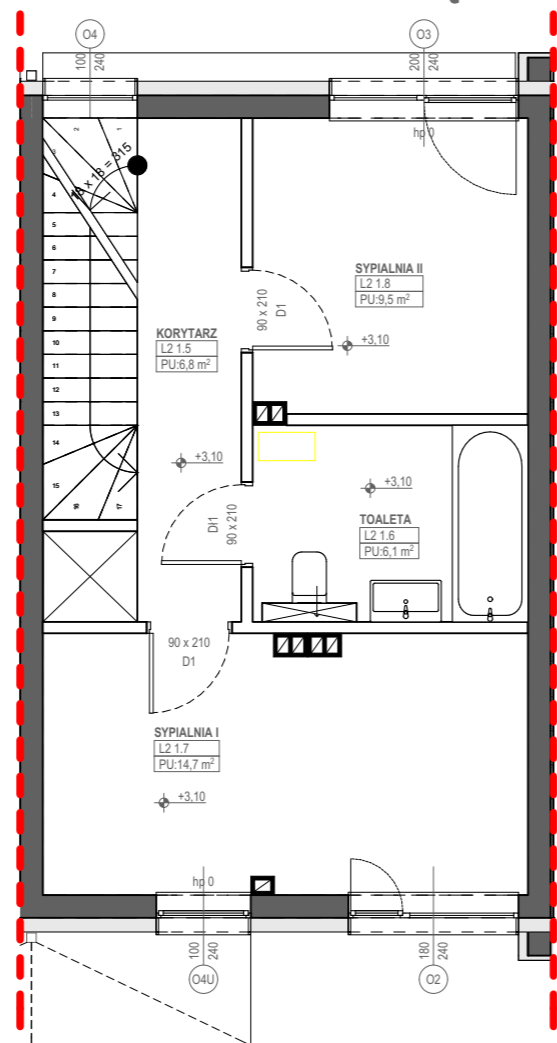 O4
100
240
O3
200
240
hp 0
18 x 18 = 315
1
2
3
4
5
6
7
8
9
10
11
12
13
14
15
16
17
SYPIALNIA II
L2 1.8
PU:9,5 m²
+3,10
90 x 210
D1
KORYTARZ
L2 1.5
PU:6,8 m²
+3,10
+3,10
TOALETA
L2 1.6
PU:6,1 m²
DI1
90 x 210
90 x 210
D1
SYPIALNIA I
L2 1.7
PU:14,7 m²
+3,10
hp 0
100
240
O4U
180
240
O2